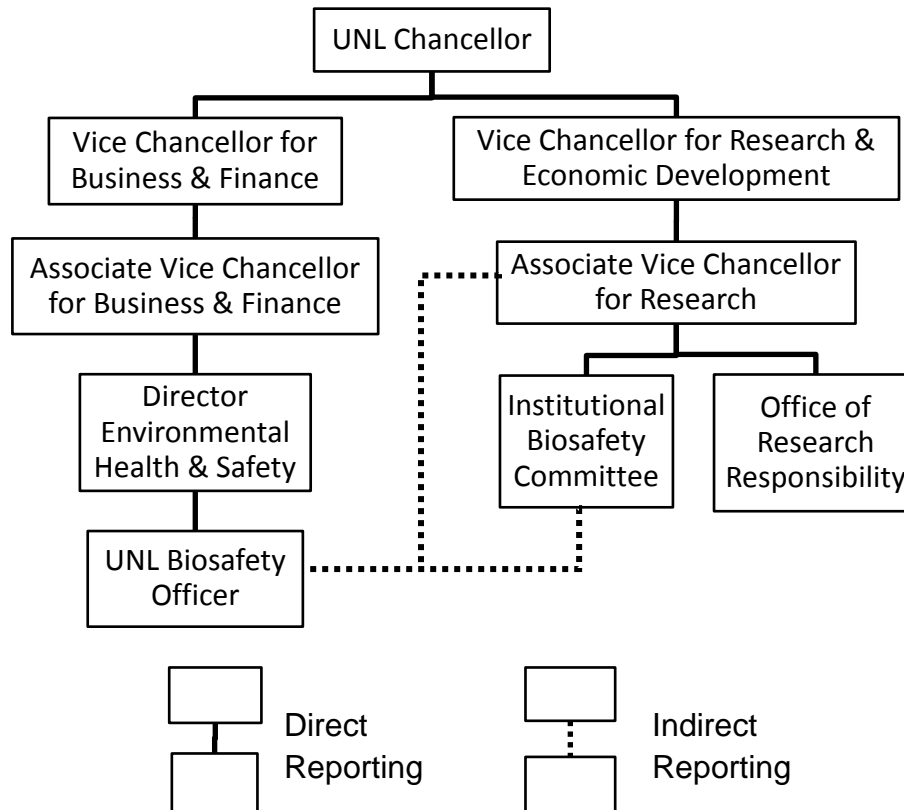 UNL Chancellor
Vice Chancellor for
Business & Finance
Vice Chancellor for Research &
Economic Development
Associate Vice Chancellor
for Business & Finance
Associate Vice Chancellor
for Research
Director
Environmental
Health & Safety
Institutional
Biosafety
Committee
Office of
Research
Responsibility
UNL Biosafety
Officer
Direct
Reporting
Indirect
Reporting